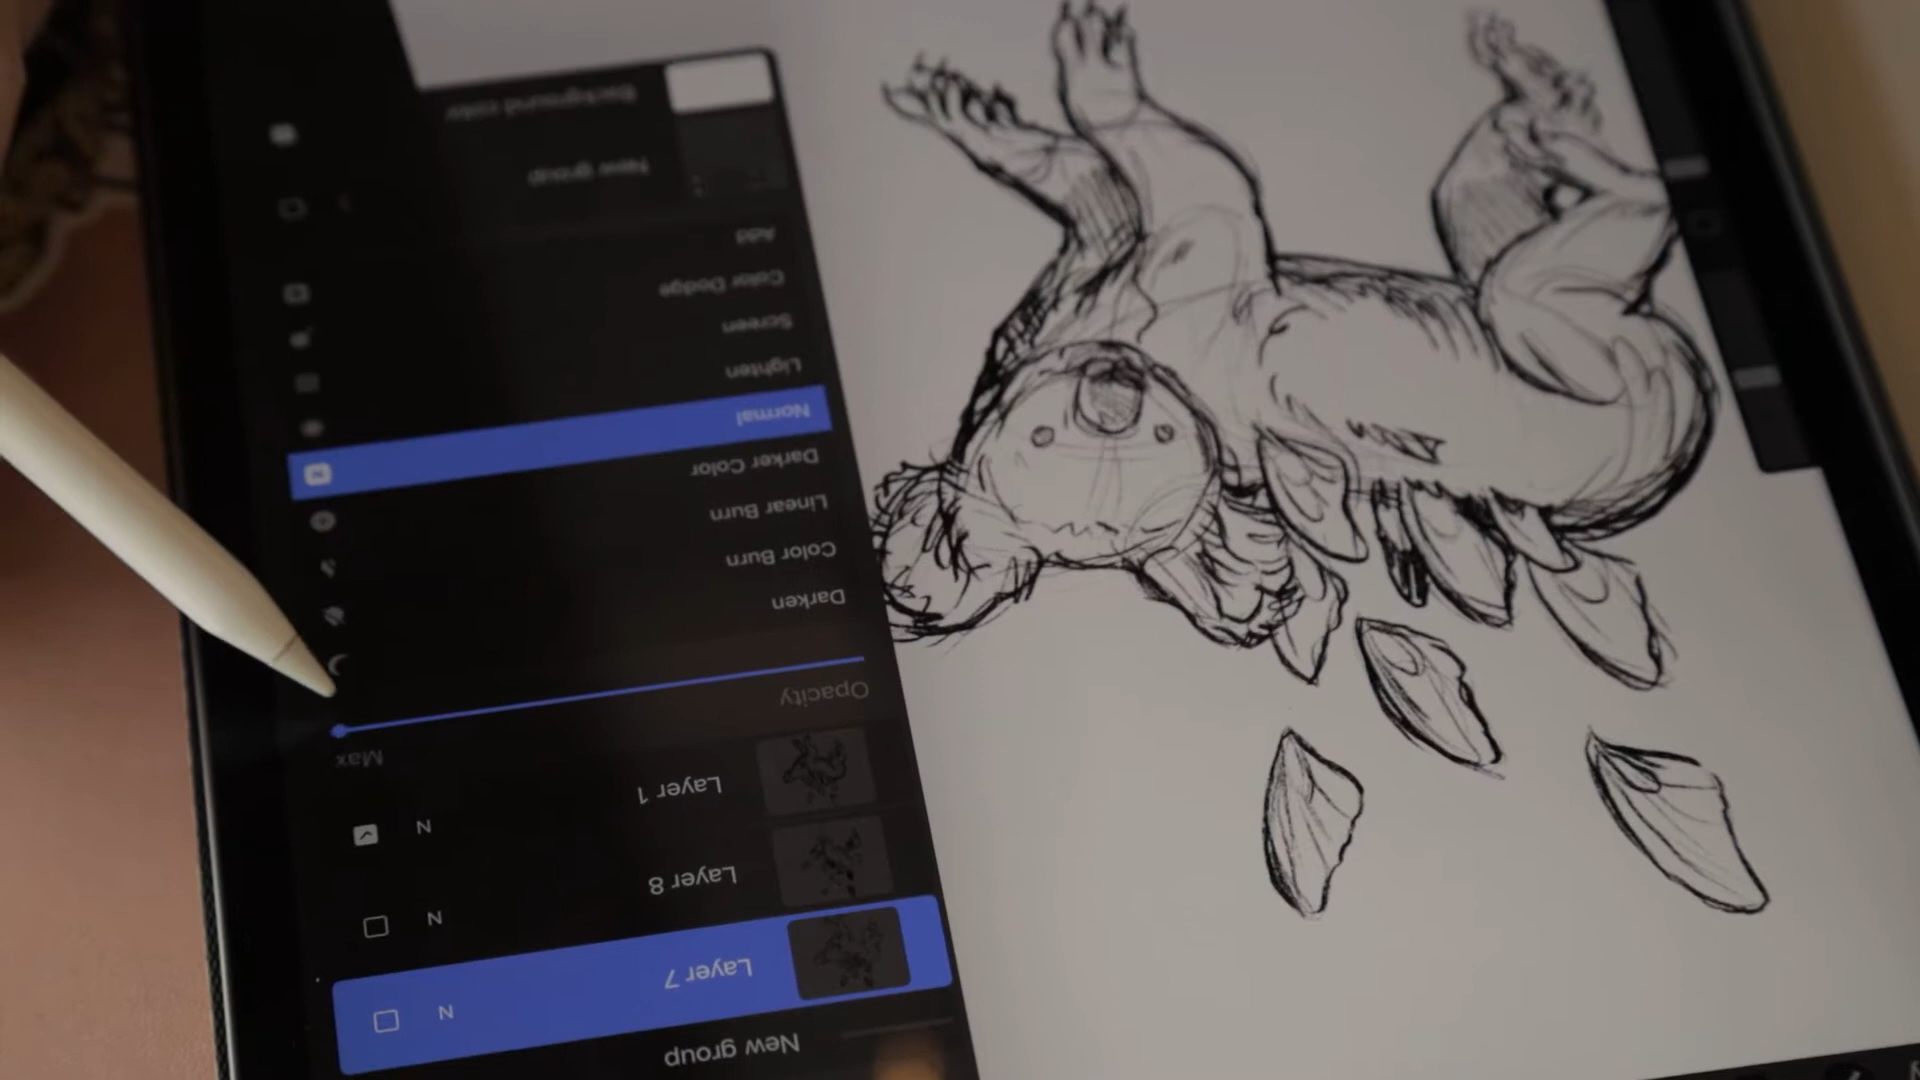 New group
Layer 7
N
Layer 8
N
Layer 1
N
Max
Opacity
Darken
Color Burn
Linear Burn
Darker Color
Normal
Lighten
Screen
Color Dodge
Add
New group
Background color